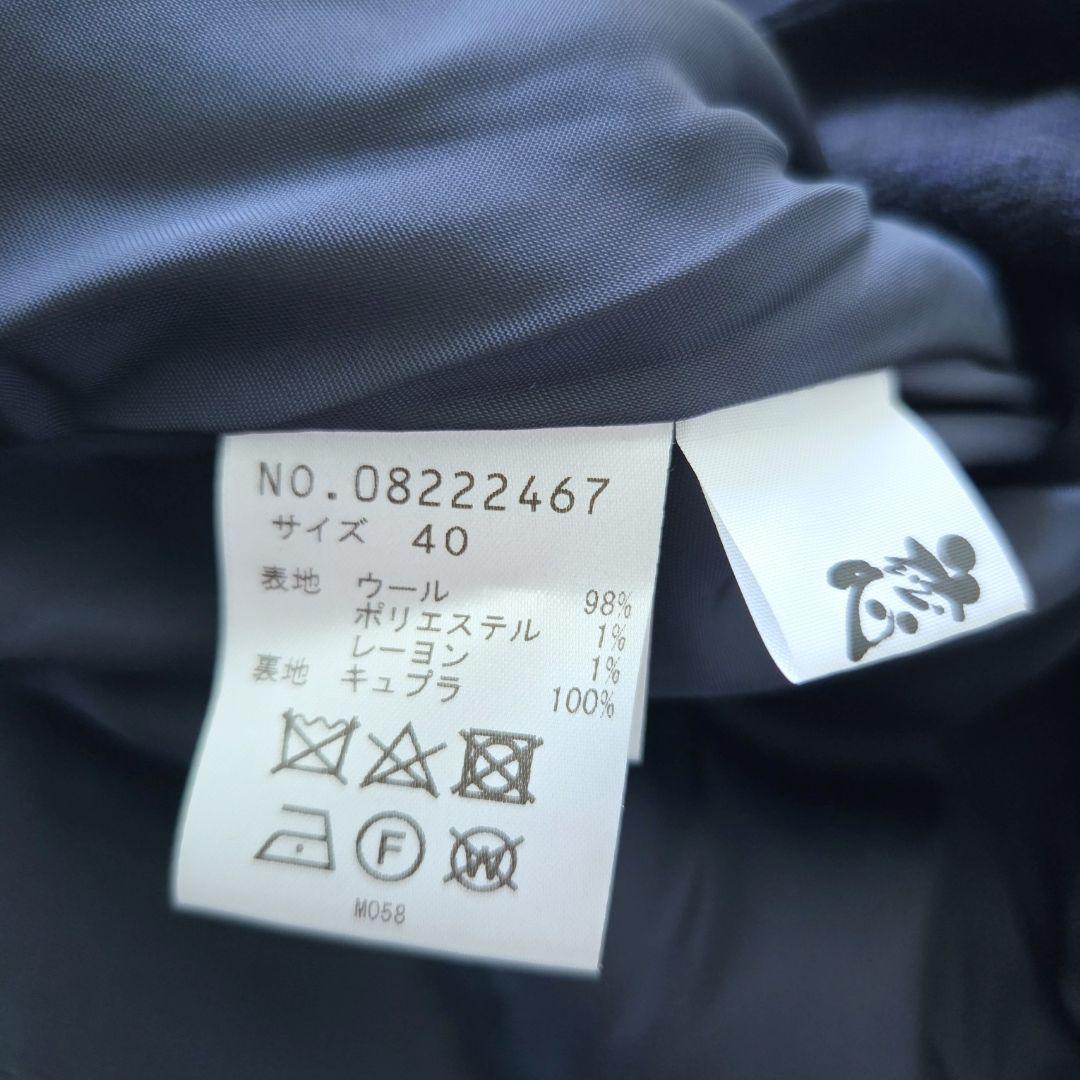 NO.08222467
サイズ 40
表地 ウール 98%
ポリエステル 1%
レーヨン 1%
裏地 キュプラ 100%
F
W
M058